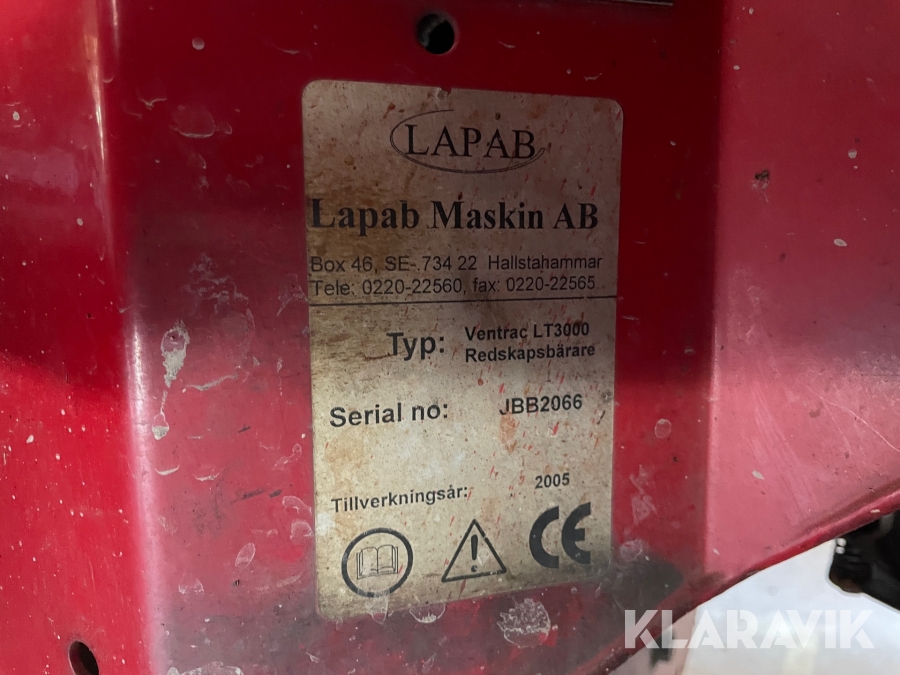 LAPAB
Lapab Maskin AB
Box 46, SE- 734 22 Hallstahammar
Tele: 0220-22560, fax: 0220-22565
Typ: Ventrac LT3000
Redskapsbärare
Serial no: JBB2066
Tillverkningsår: 2005
CE
KLARAVIK